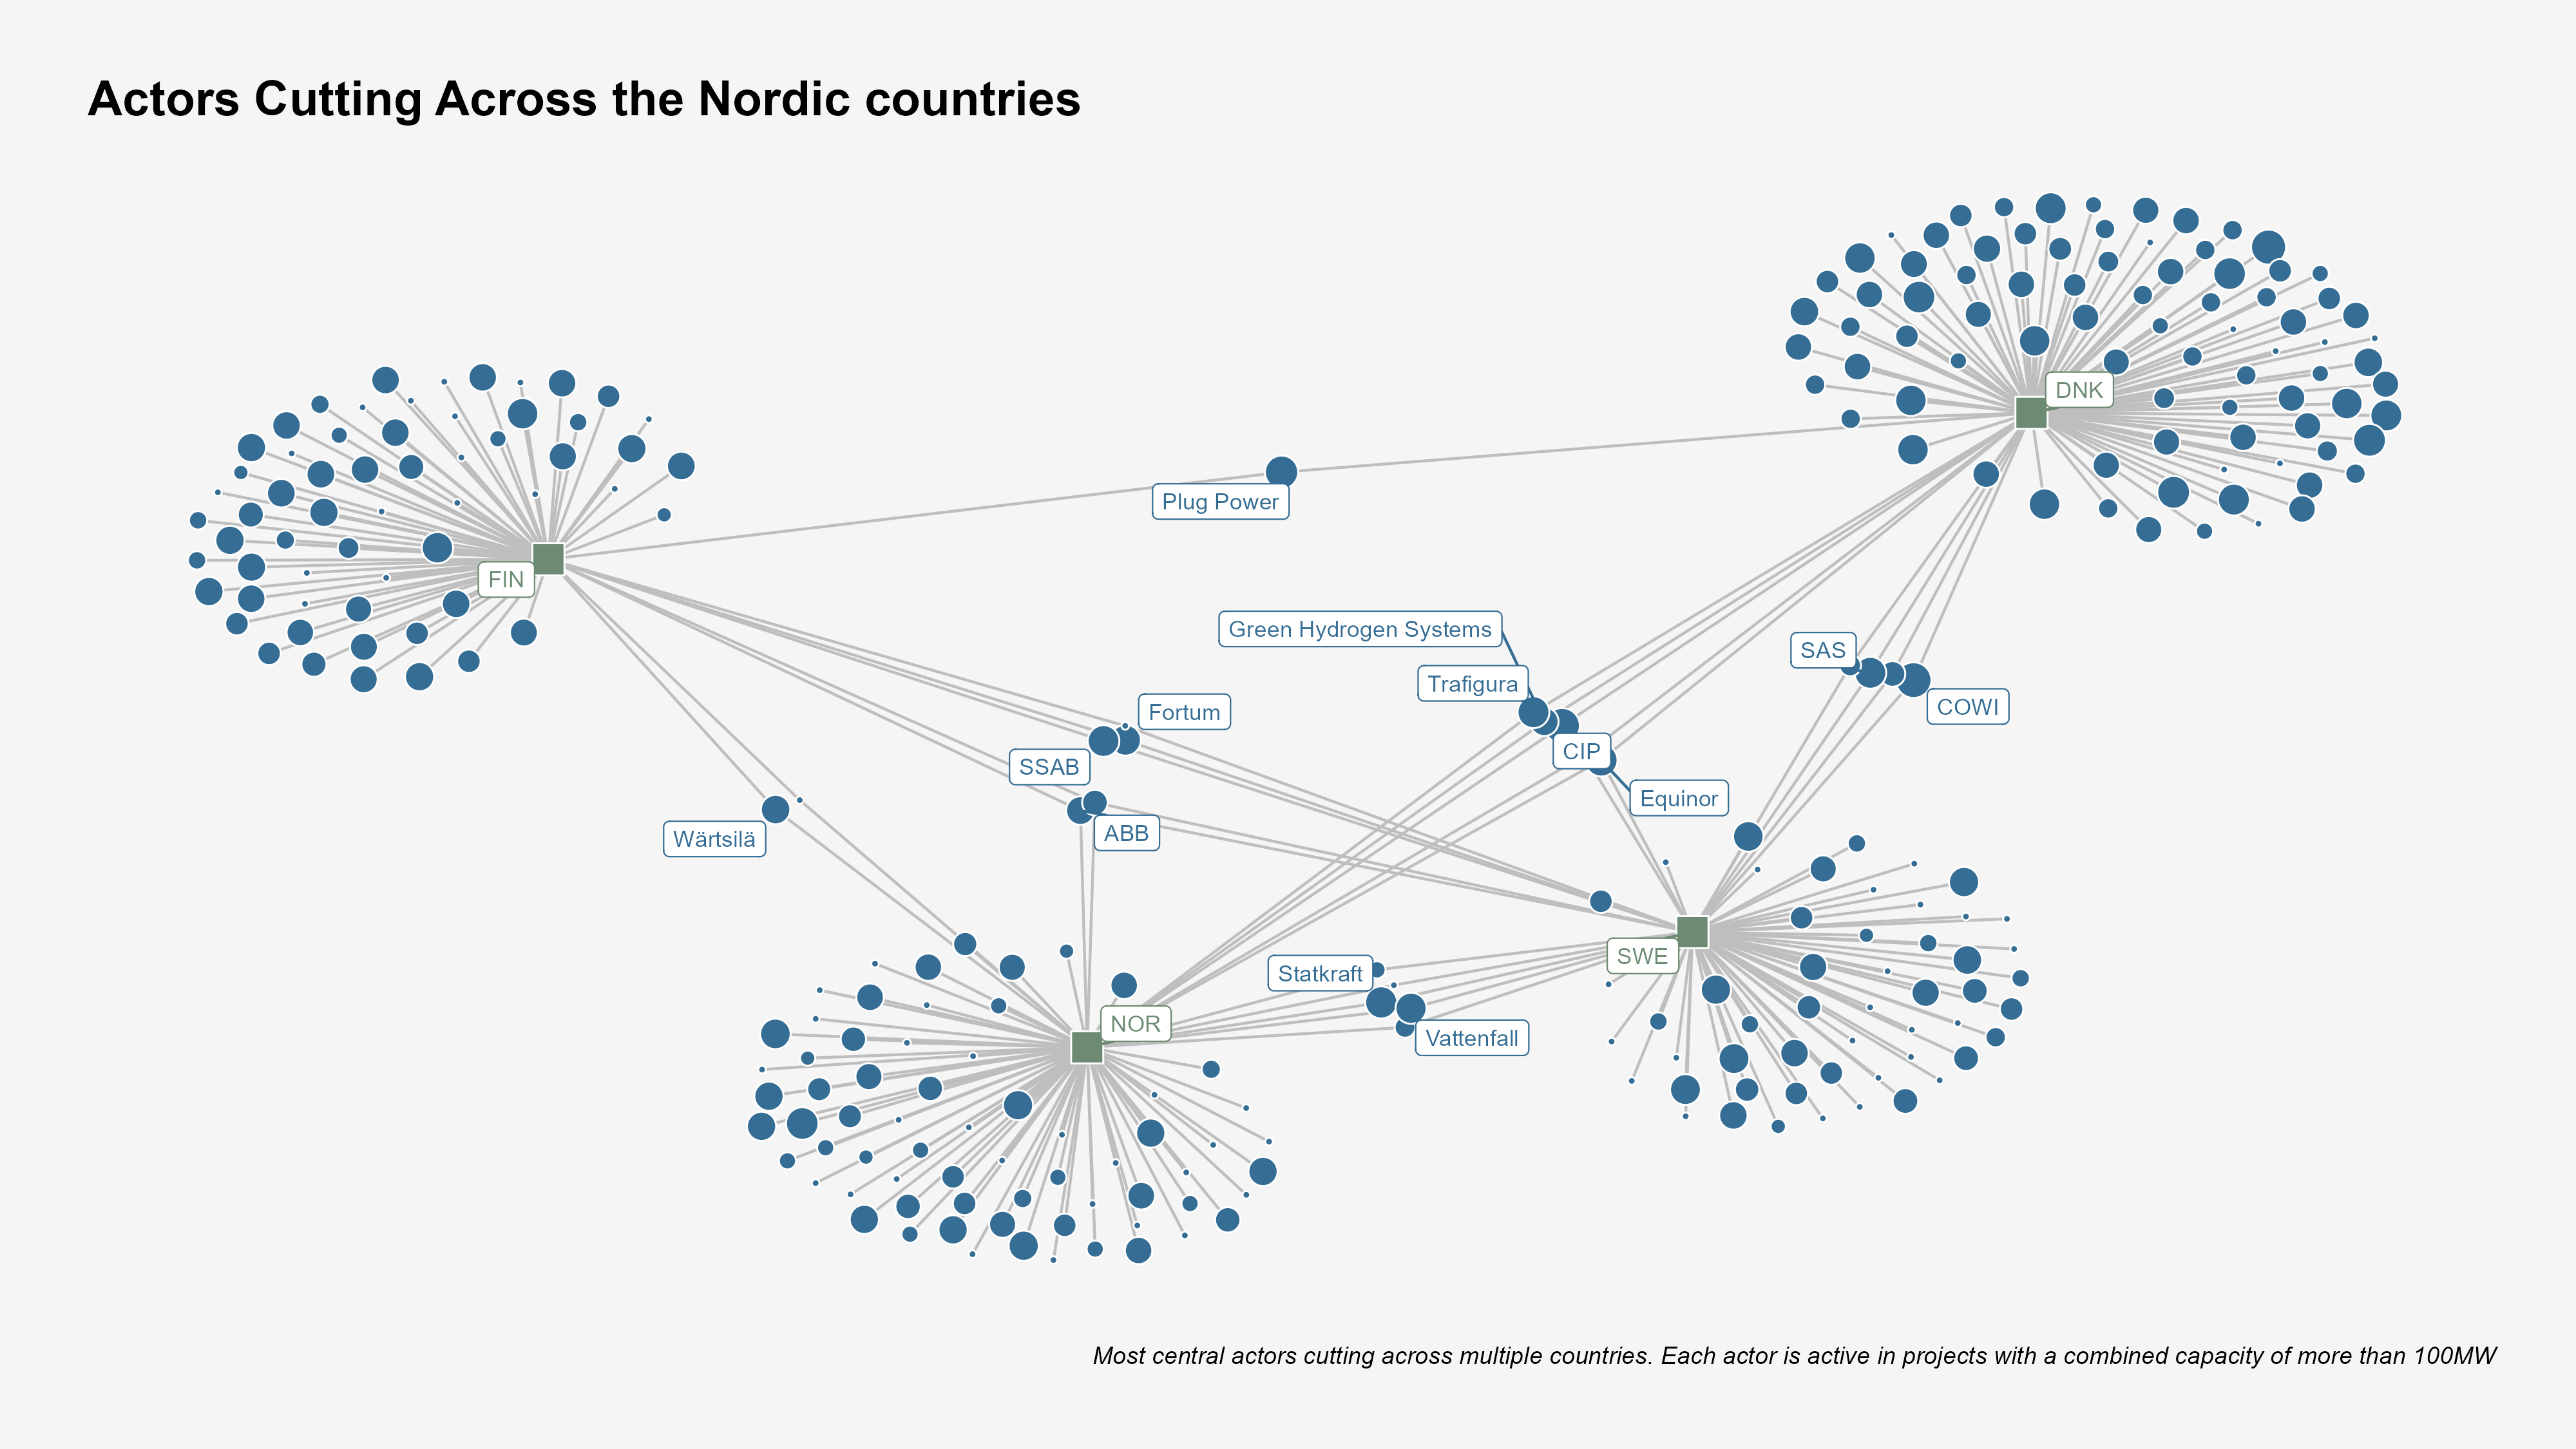 Actors Cutting Across the Nordic countries
DNK
Plug Power
FIN
Green Hydrogen Systems
SAS
Trafigura
COWI
Fortum
CIP
SSAB
Equinor
ABB
Wärtsilä
SWE
Statkraft
NOR
Vattenfall
Most central actors cutting across multiple countries. Each actor is active in projects with a combined capacity of more than 100MW